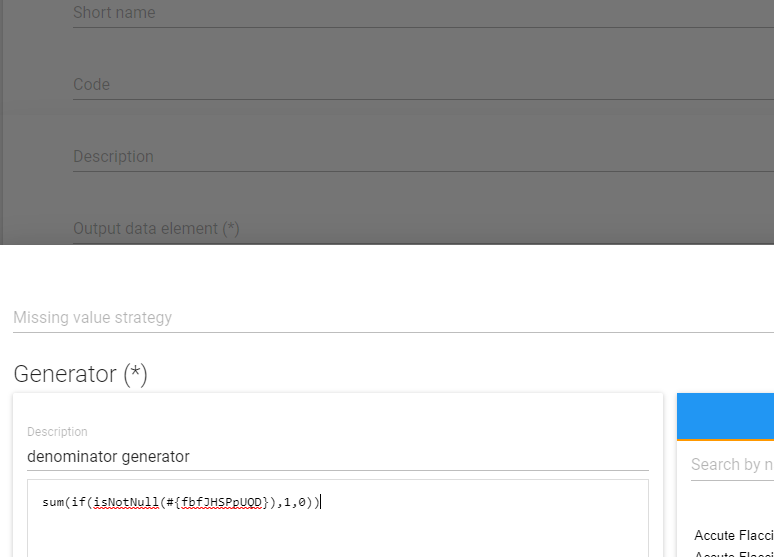 Short name
Code
Description
Output data element (*)
Missing value strategy
Generator (*)
Description
denominator generator
sum(if(isNotNull(#{fbfJHSPpUQD}),1,0))
Search by n
Accute Flacci
Accute Flacci